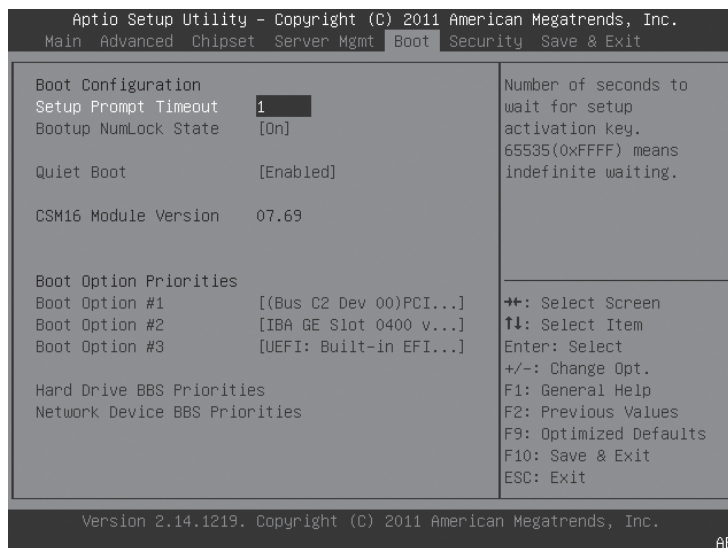 Aptio Setup Utility – Copyright (C) 2011 American Megatrends, Inc.
Main Advanced Chipset Server Mgmt Boot Security Save & Exit
Boot Configuration
Setup Prompt Timeout 1
Bootup NumLock State [On]
Quiet Boot [Enabled]
CSM16 Module Version 07.69
Boot Option Priorities
Boot Option #1 [(Bus C2 Dev 00)PCI...]
Boot Option #2 [IBA GE Slot 0400 v...]
Boot Option #3 [UEFI: Built-in EFI...]
Hard Drive BBS Priorities
Network Device BBS Priorities
Number of seconds to
wait for setup
activation key.
65535(0xFFFF) means
indefinite waiting.
→←: Select Screen
↑↓: Select Item
Enter: Select
+/-: Change Opt.
F1: General Help
F2: Previous Values
F9: Optimized Defaults
F10: Save & Exit
ESC: Exit
Version 2.14.1219. Copyright (C) 2011 American Megatrends, Inc.